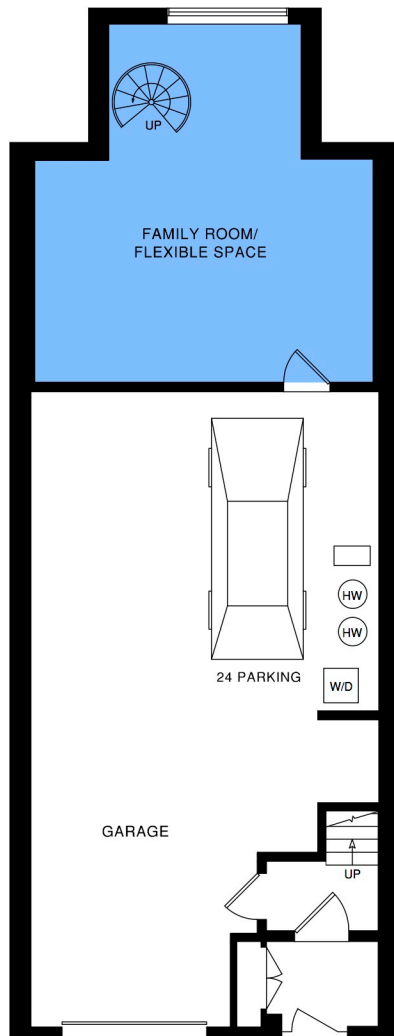 UP
FAMILY ROOM/
FLEXIBLE SPACE
HW
HW
24 PARKING
W/D
GARAGE
UP